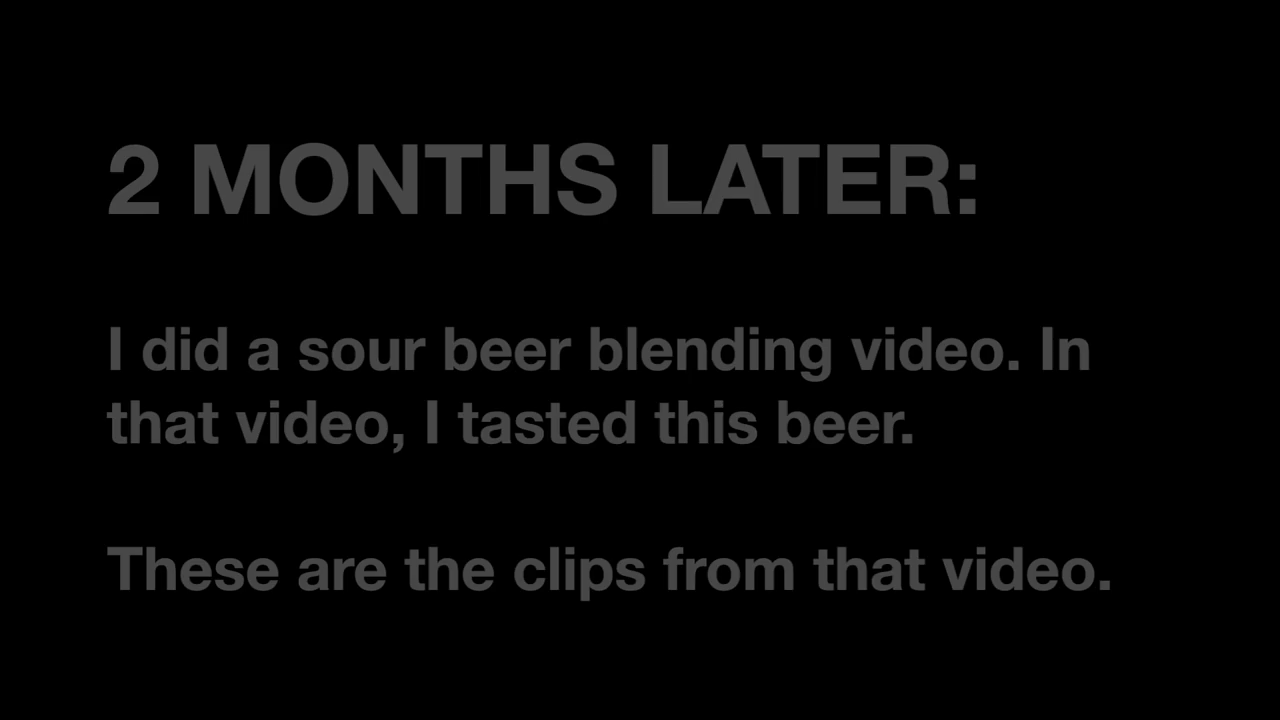 2 MONTHS LATER:
I did a sour beer blending video. In
that video, I tasted this beer.
These are the clips from that video.